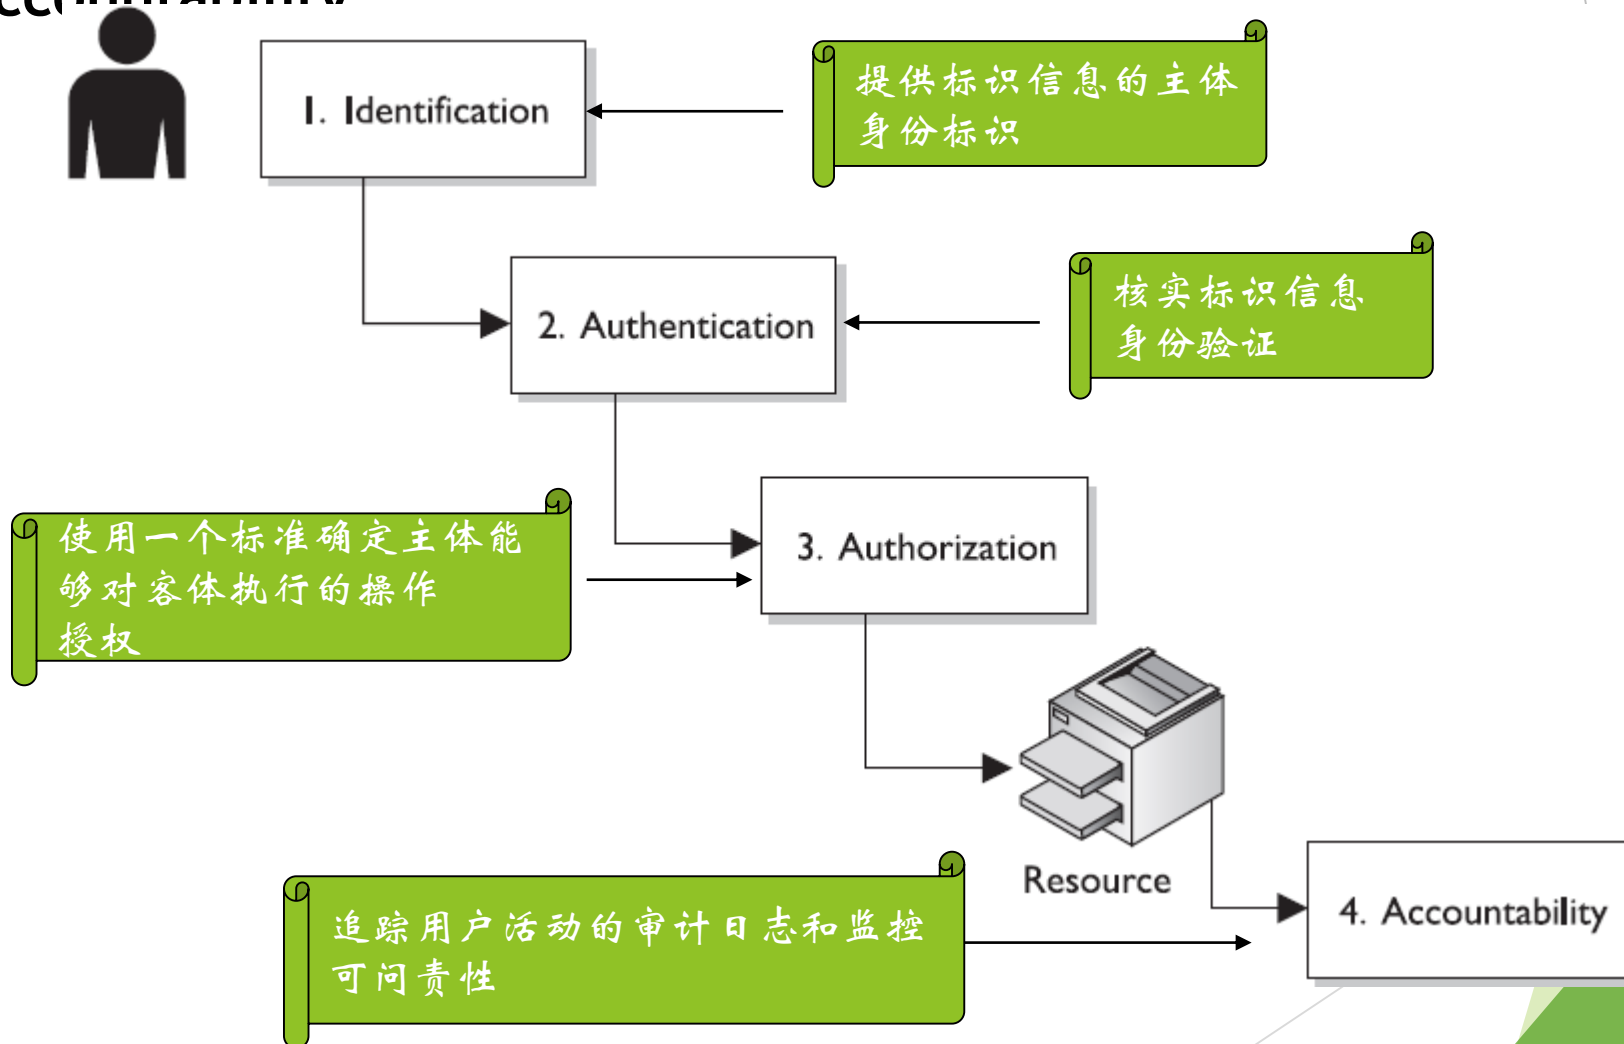 1. Identification
提供标识信息的主体
身份标识
2. Authentication
核实标识信息
身份验证
3. Authorization
使用一个标准确定主体能
够对客体执行的操作
授权
Resource
4. Accountability
追踪用户活动的审计日志和监控
可问责性